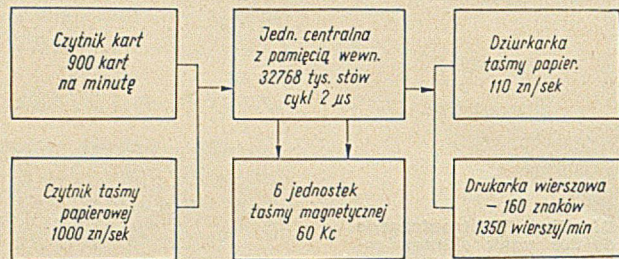 Czytnik kart
900 kart
na minutę
Jedn. centralna
z pamięcią wewn.
32768 tys. słów
cykl 2 µs
Dziurkarka
taśmy papier.
110 zn/sek
Czytnik taśmy
papierowej
1000 zn/sek
6 jednostek
taśmy magnetycznej
60 Kc
Drukarka wierszowa
– 160 znaków
1350 wierszy/min